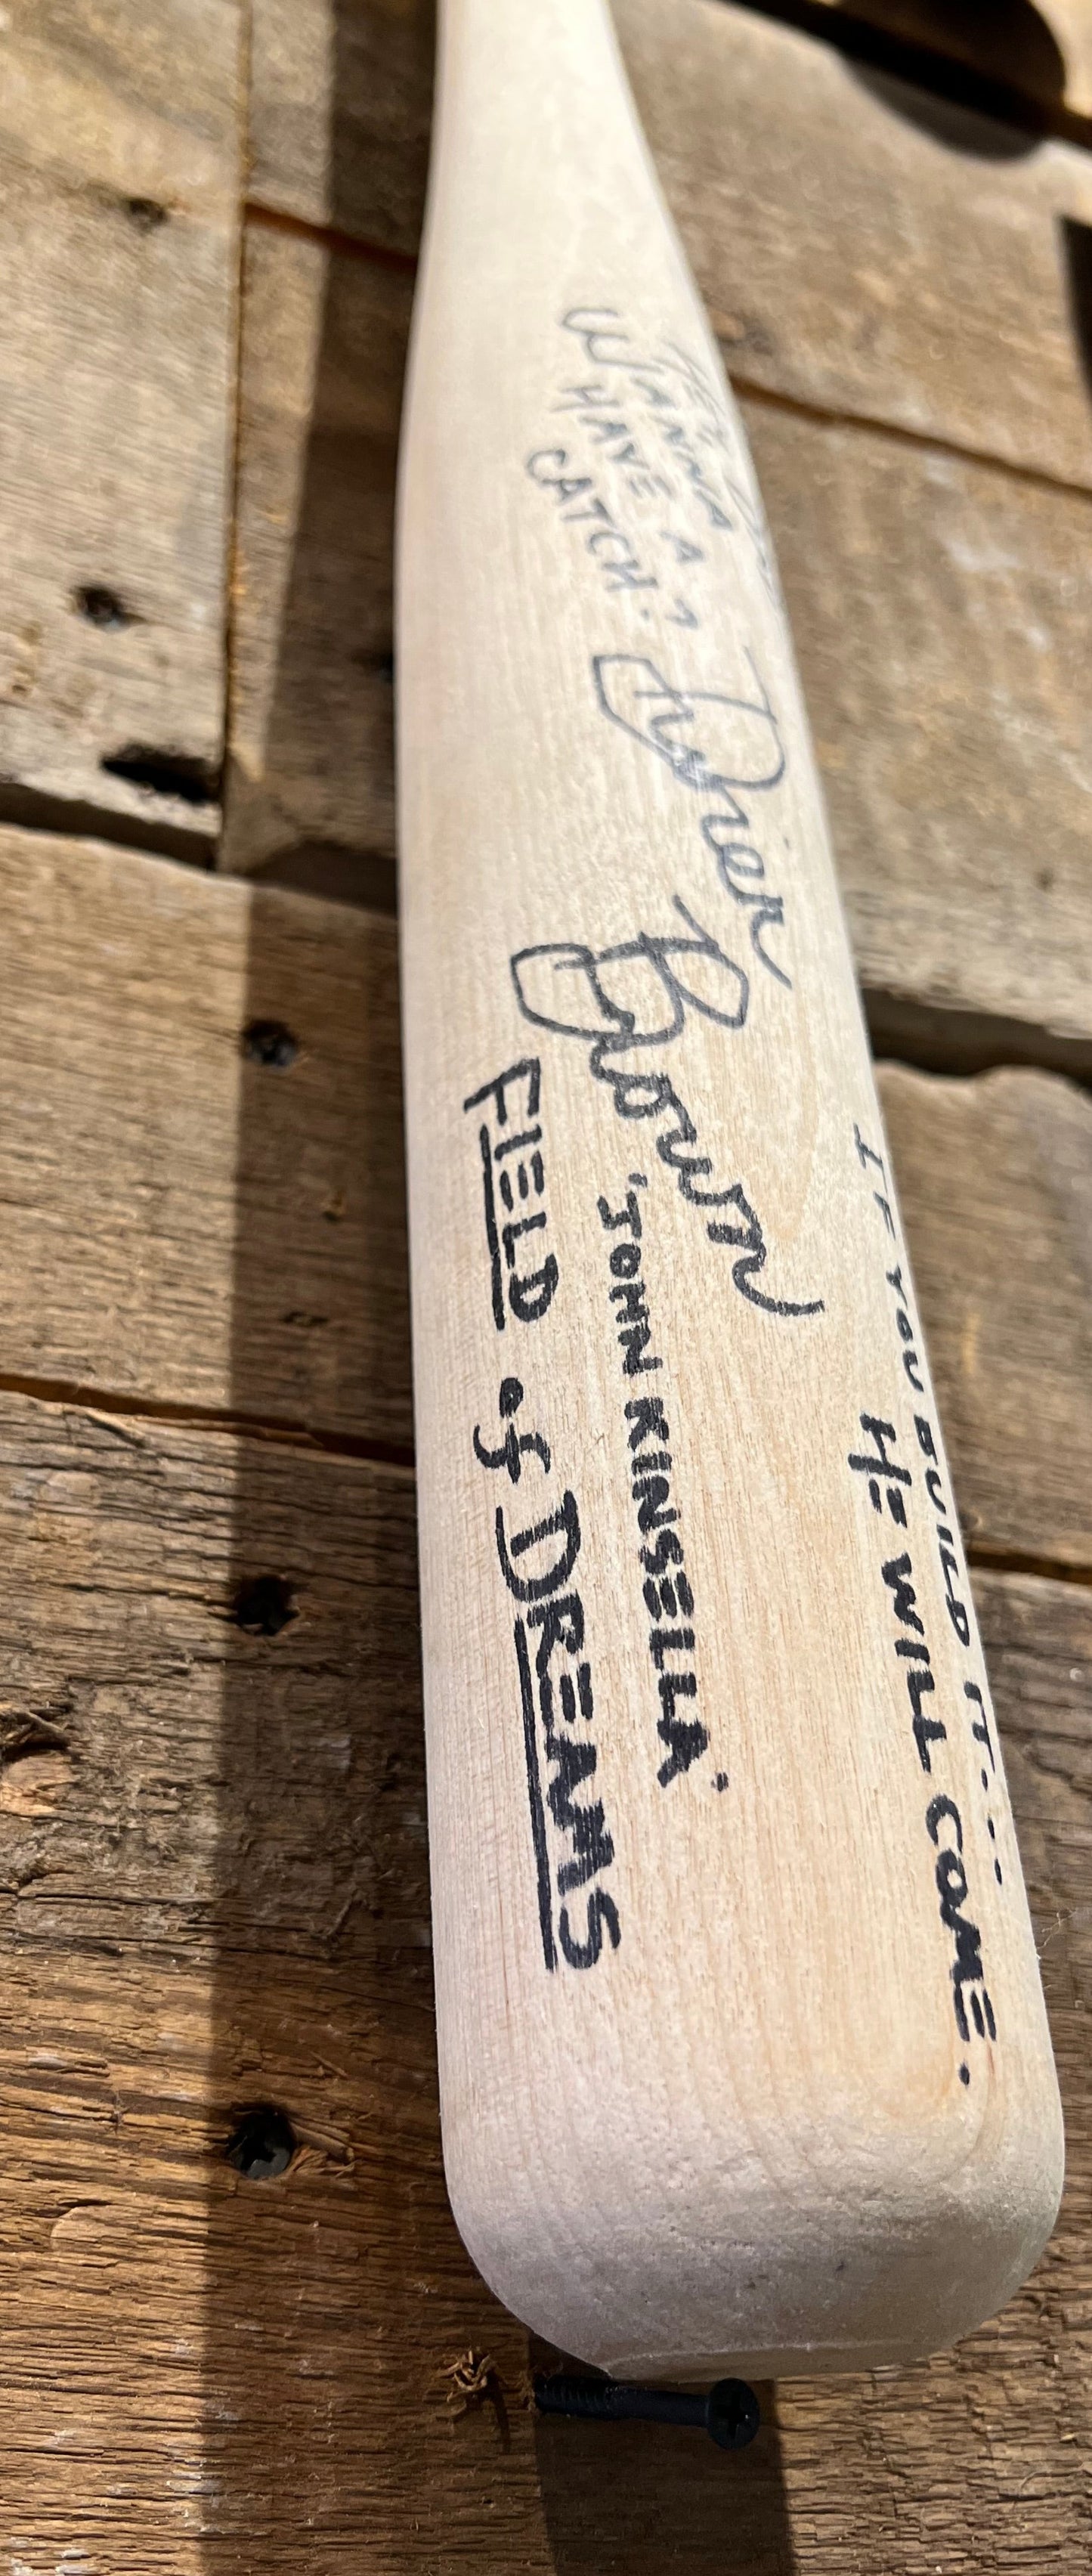 WANNA
HAVE A
CATCH?
Dwier
Brown
'JOHN KINSELLA'
FIELD of DREAMS
IF YOU BUILD IT...
HE WILL COME.